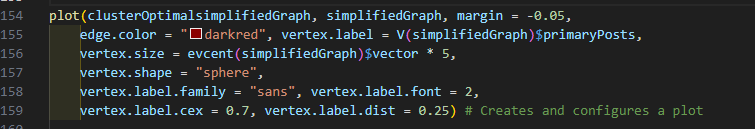 154 plot(clusterOptimalsimplifiedGraph, simplifiedGraph, margin = -0.05,
155 edge.color = "darkred", vertex.label = V(simplifiedGraph)$primaryPosts,
156 vertex.size = evcent(simplifiedGraph)$vector * 5,
157 vertex.shape = "sphere",
158 vertex.label.family = "sans", vertex.label.font = 2,
159 vertex.label.cex = 0.7, vertex.label.dist = 0.25) # Creates and configures a plot